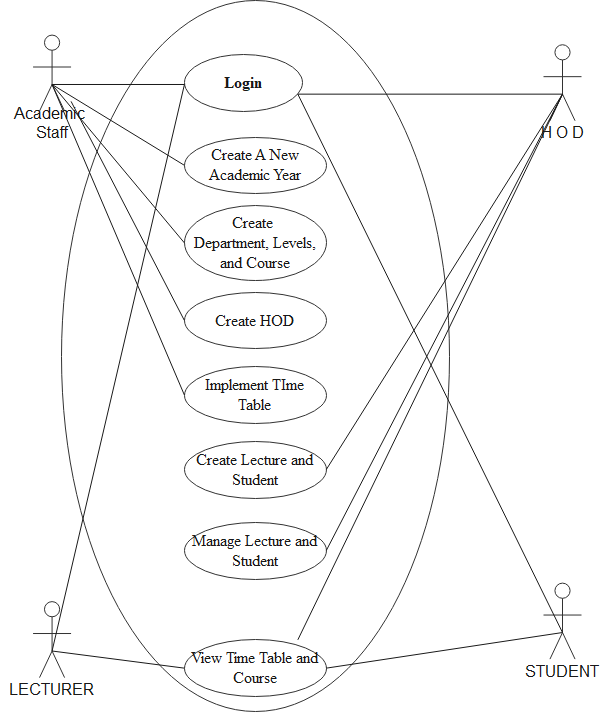 Login
Academic
Staff
H O D
Create A New
Academic Year
Create
Department, Levels,
and Course
Create HOD
Implement TIme
Table
Create Lecture and
Student
Manage Lecture and
Student
View Time Table and
Course
LECTURER
STUDENT